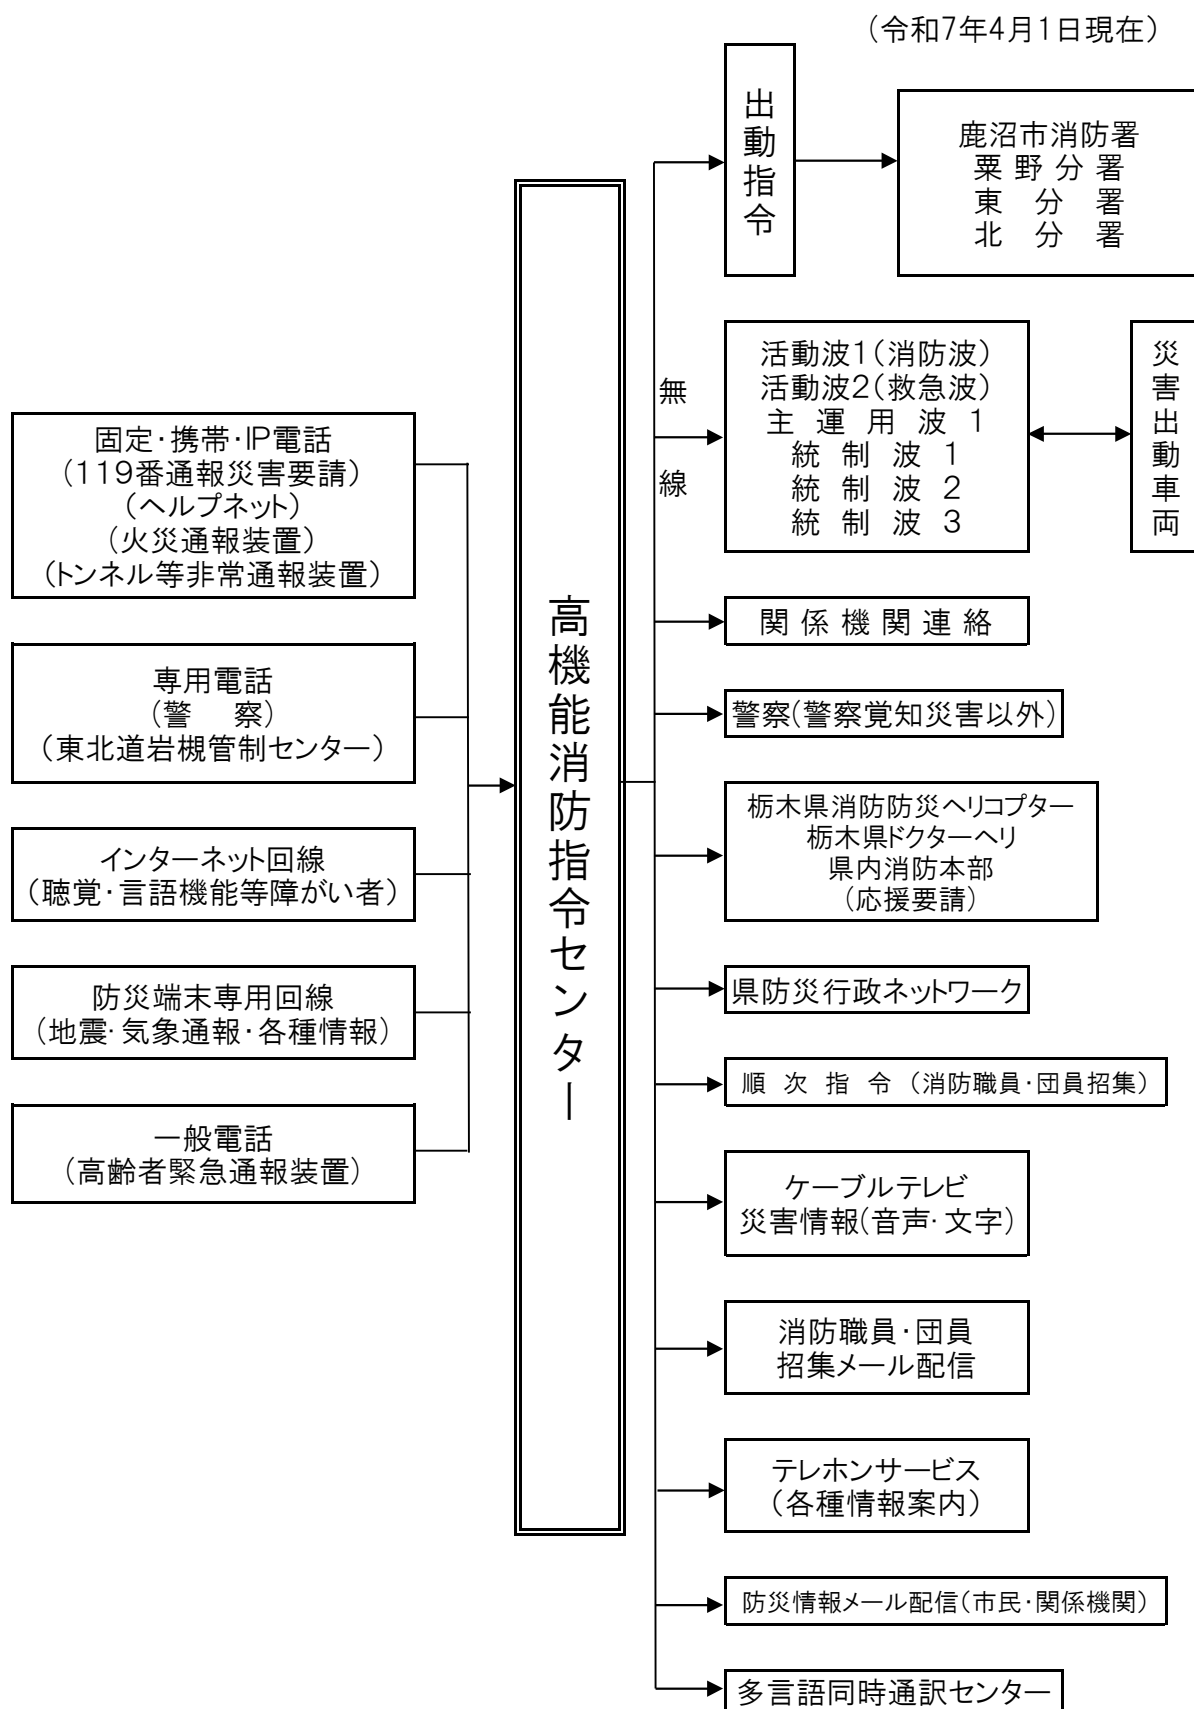 (令和7年4月1日現在)
出動指令
鹿沼市消防署
粟野分署
東分署
北分署
無線
活動波1(消防波)
活動波2(救急波)
主運用波1
統制波1
統制波2
統制波3
災害出動車両
固定・携帯・IP電話
(119番通報災害要請)
(ヘルプネット)
(火災通報装置)
(トンネル等非常通報装置)
専用電話
(警察)
(東北道岩槻管制センター)
インターネット回線
(聴覚・言語機能等障がい者)
防災端末専用回線
(地震・気象通報・各種情報)
一般電話
(高齢者緊急通報装置)
高機能消防指令センター
関係機関連絡
警察(警察覚知災害以外)
栃木県消防防災ヘリコプター
栃木県ドクターヘリ
県内消防本部
(応援要請)
県防災行政ネットワーク
順次指令(消防職員・団員招集)
ケーブルテレビ
災害情報(音声・文字)
消防職員・団員
招集メール配信
テレホンサービス
(各種情報案内)
防災情報メール配信(市民・関係機関)
多言語同時通訳センター